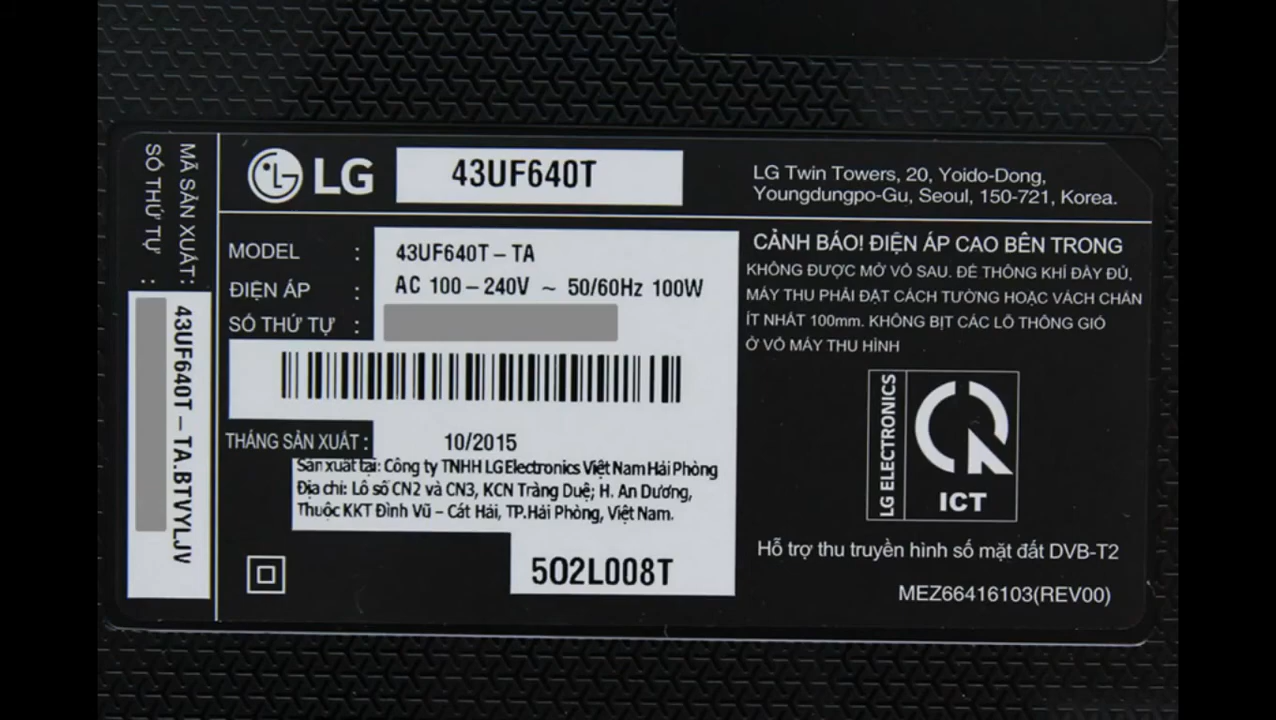 MÃ SẢN XUẤT :
SỐ THỨ TỰ :
43UF640T – TA.BTVYLJV
LG
43UF640T
LG Twin Towers, 20, Yoido-Dong,
Youngdungpo-Gu, Seoul, 150-721, Korea.
MODEL : 43UF640T – TA
ĐIỆN ÁP : AC 100 – 240V ~ 50/60Hz 100W
SỐ THỨ TỰ :
THÁNG SẢN XUẤT : 10/2015
Sản xuất tại: Công ty TNHH LG Electronics Việt Nam Hải Phòng
Địa chỉ: Lô số CN2 và CN3, KCN Tràng Duệ; H. An Dương,
Thuộc KKT Đình Vũ – Cát Hải, TP.Hải Phòng, Việt Nam.
502L008T
CẢNH BÁO! ĐIỆN ÁP CAO BÊN TRONG
KHÔNG ĐƯỢC MỞ VỎ SAU. ĐỂ THÔNG KHÍ ĐẦY ĐỦ,
MÁY THU PHẢI ĐẶT CÁCH TƯỜNG HOẶC VÁCH CHẮN
ÍT NHẤT 100mm. KHÔNG BỊT CÁC LỖ THÔNG GIÓ
Ở VỎ MÁY THU HÌNH
LG ELECTRONICS
ICT
Hỗ trợ thu truyền hình số mặt đất DVB-T2
MEZ66416103(REV00)